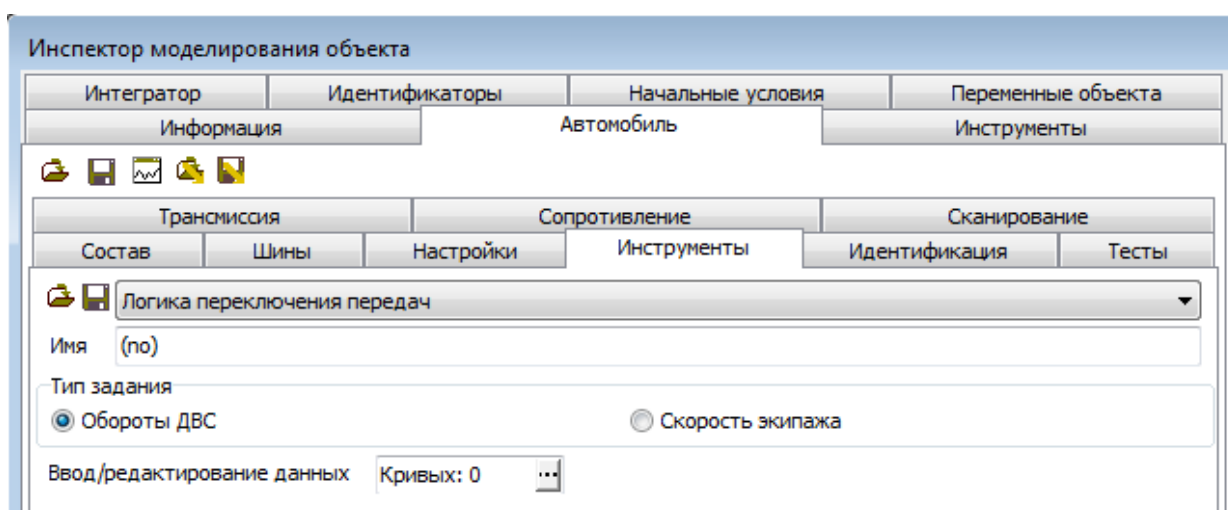 Инспектор моделирования объекта
Интегратор Идентификаторы Начальные условия Переменные объекта
Информация Автомобиль Инструменты
Трансмиссия Сопротивление Сканирование
Состав Шины Настройки Инструменты Идентификация Тесты
Логика переключения передач
Имя (no)
Тип задания
Обороты ДВС Скорость экипажа
Ввод/редактирование данных Кривых: 0 ...